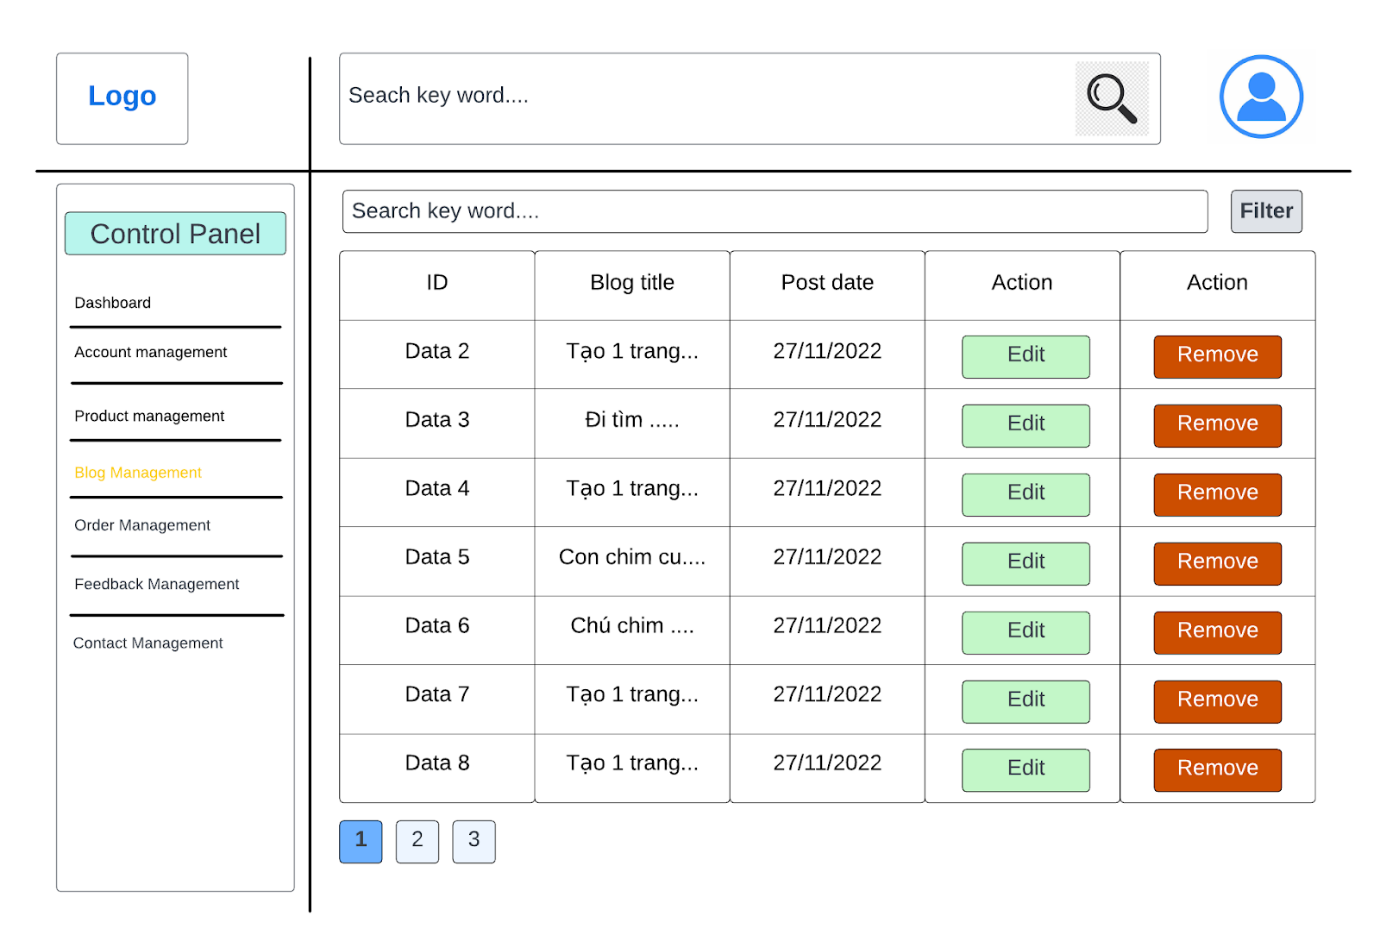 Logo
Seach key word....
Control Panel
Dashboard
Account management
Product management
Blog Management
Order Management
Feedback Management
Contact Management
Search key word....
Filter
ID Blog title Post date Action Action
Data 2 Tạo 1 trang... 27/11/2022 Edit Remove
Data 3 Đi tìm ..... 27/11/2022 Edit Remove
Data 4 Tạo 1 trang... 27/11/2022 Edit Remove
Data 5 Con chim cu.... 27/11/2022 Edit Remove
Data 6 Chú chim .... 27/11/2022 Edit Remove
Data 7 Tạo 1 trang... 27/11/2022 Edit Remove
Data 8 Tạo 1 trang... 27/11/2022 Edit Remove
1 2 3